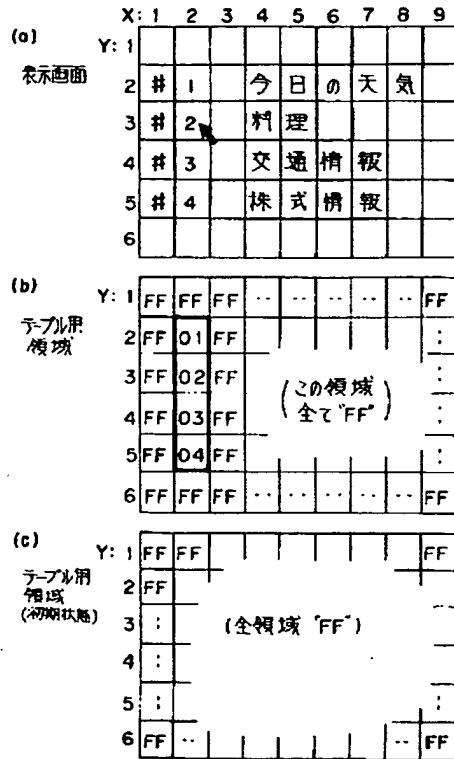 X: 1 2 3 4 5 6 7 8 9
(a)
Y: 1
表示画面
2 # 1 今日の天気
3 # 2 料理
4 # 3 交通情報
5 # 4 株式情報
6
(b)
Y: 1 FF FF FF ‥ ‥ ‥ ‥ ‥ FF
テーブル用
領域
2 FF 01 FF :
3 FF 02 FF (この領域 :
4 FF 03 FF 全て"FF") :
5 FF 04 FF :
6 FF FF FF ‥ ‥ ‥ ‥ ‥ FF
(c)
Y: 1 FF FF FF
テーブル用
領域
(初期状態)
2 FF
3 : (全領域 "FF") :
4 : :
5 : :
6 FF ‥ ‥ FF